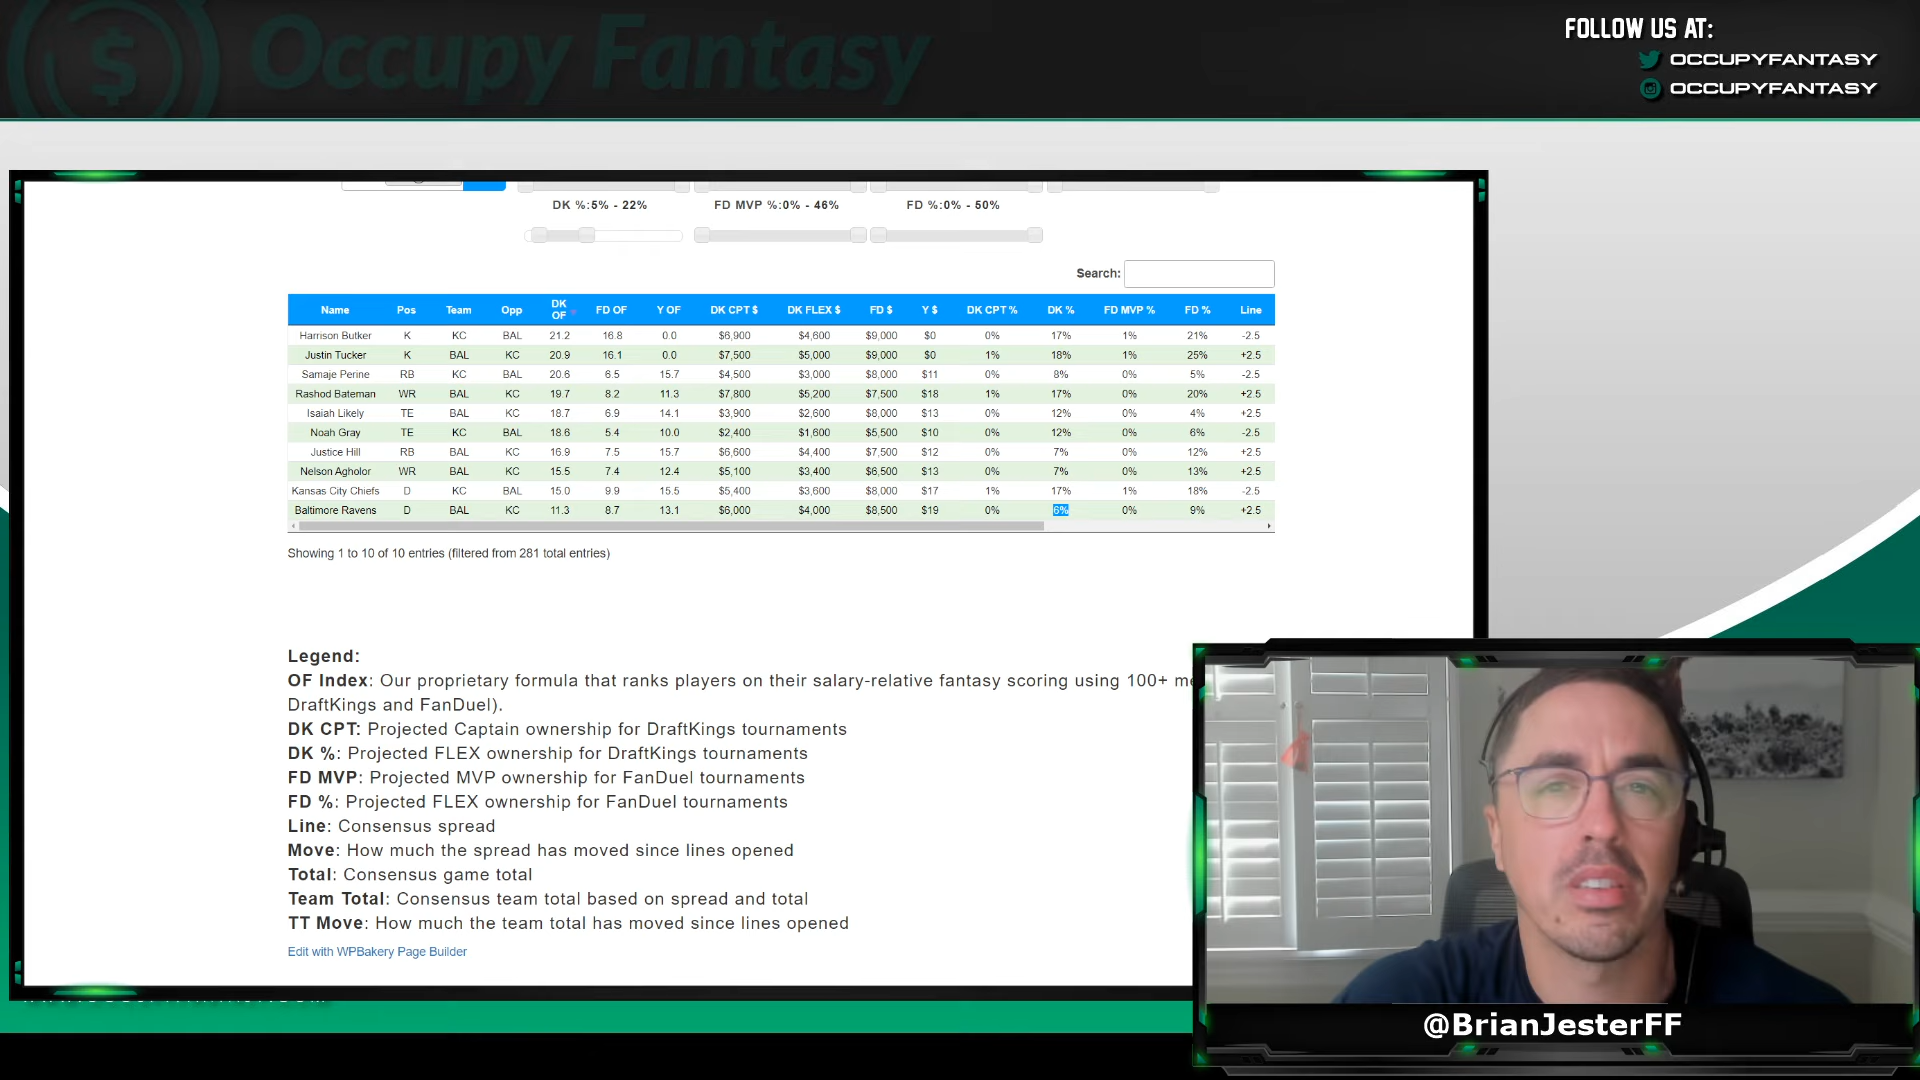 Occupy Fantasy
FOLLOW US AT:
OCCUPYFANTASY
OCCUPYFANTASY
DK %:5% - 22% FD MVP %:0% - 46% FD %:0% - 50%
Search:
Name Pos Team Opp DK OF FD OF Y OF DK CPT $ DK FLEX $ FD $ Y $ DK CPT % DK % FD MVP % FD % Line
Harrison Butker K KC BAL 21.2 16.8 0.0 $6,900 $4,600 $9,000 $0 0% 17% 1% 21% -2.5
Justin Tucker K BAL KC 20.9 16.1 0.0 $7,500 $5,000 $9,000 $0 1% 18% 1% 25% +2.5
Samaje Perine RB KC BAL 20.6 6.5 15.7 $4,500 $3,000 $8,000 $11 0% 8% 0% 5% -2.5
Rashod Bateman WR BAL KC 19.7 8.2 11.3 $7,800 $5,200 $7,500 $18 1% 17% 0% 20% +2.5
Isaiah Likely TE BAL KC 18.7 6.9 14.1 $3,900 $2,600 $8,000 $13 0% 12% 0% 4% +2.5
Noah Gray TE KC BAL 18.6 5.4 10.0 $2,400 $1,600 $5,500 $10 0% 12% 0% 6% -2.5
Justice Hill RB BAL KC 16.9 7.5 15.7 $6,600 $4,400 $7,500 $12 0% 7% 0% 12% +2.5
Nelson Agholor WR BAL KC 15.5 7.4 12.4 $5,100 $3,400 $6,500 $13 0% 7% 0% 13% +2.5
Kansas City Chiefs D KC BAL 15.0 9.9 15.5 $5,400 $3,600 $8,000 $17 1% 17% 1% 18% -2.5
Baltimore Ravens D BAL KC 11.3 8.7 13.1 $6,000 $4,000 $8,500 $19 0% 6% 0% 9% +2.5
Showing 1 to 10 of 10 entries (filtered from 281 total entries)
Legend:
OF Index: Our proprietary formula that ranks players on their salary-relative fantasy scoring using 100+
DraftKings and FanDuel).
DK CPT: Projected Captain ownership for DraftKings tournaments
DK %: Projected FLEX ownership for DraftKings tournaments
FD MVP: Projected MVP ownership for FanDuel tournaments
FD %: Projected FLEX ownership for FanDuel tournaments
Line: Consensus spread
Move: How much the spread has moved since lines opened
Total: Consensus game total
Team Total: Consensus team total based on spread and total
TT Move: How much the team total has moved since lines opened
Edit with WPBakery Page Builder
@BrianJesterFF